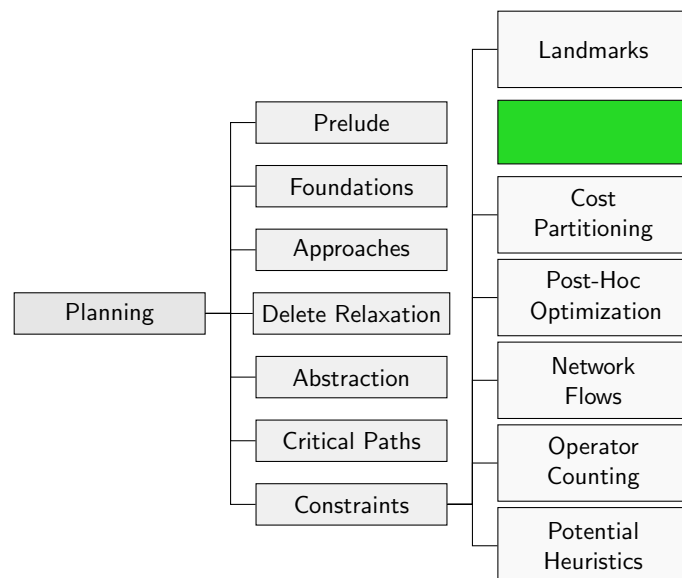 Planning
Prelude
Foundations
Approaches
Delete Relaxation
Abstraction
Critical Paths
Constraints
Landmarks
Cost
Partitioning
Post-Hoc
Optimization
Network
Flows
Operator
Counting
Potential
Heuristics